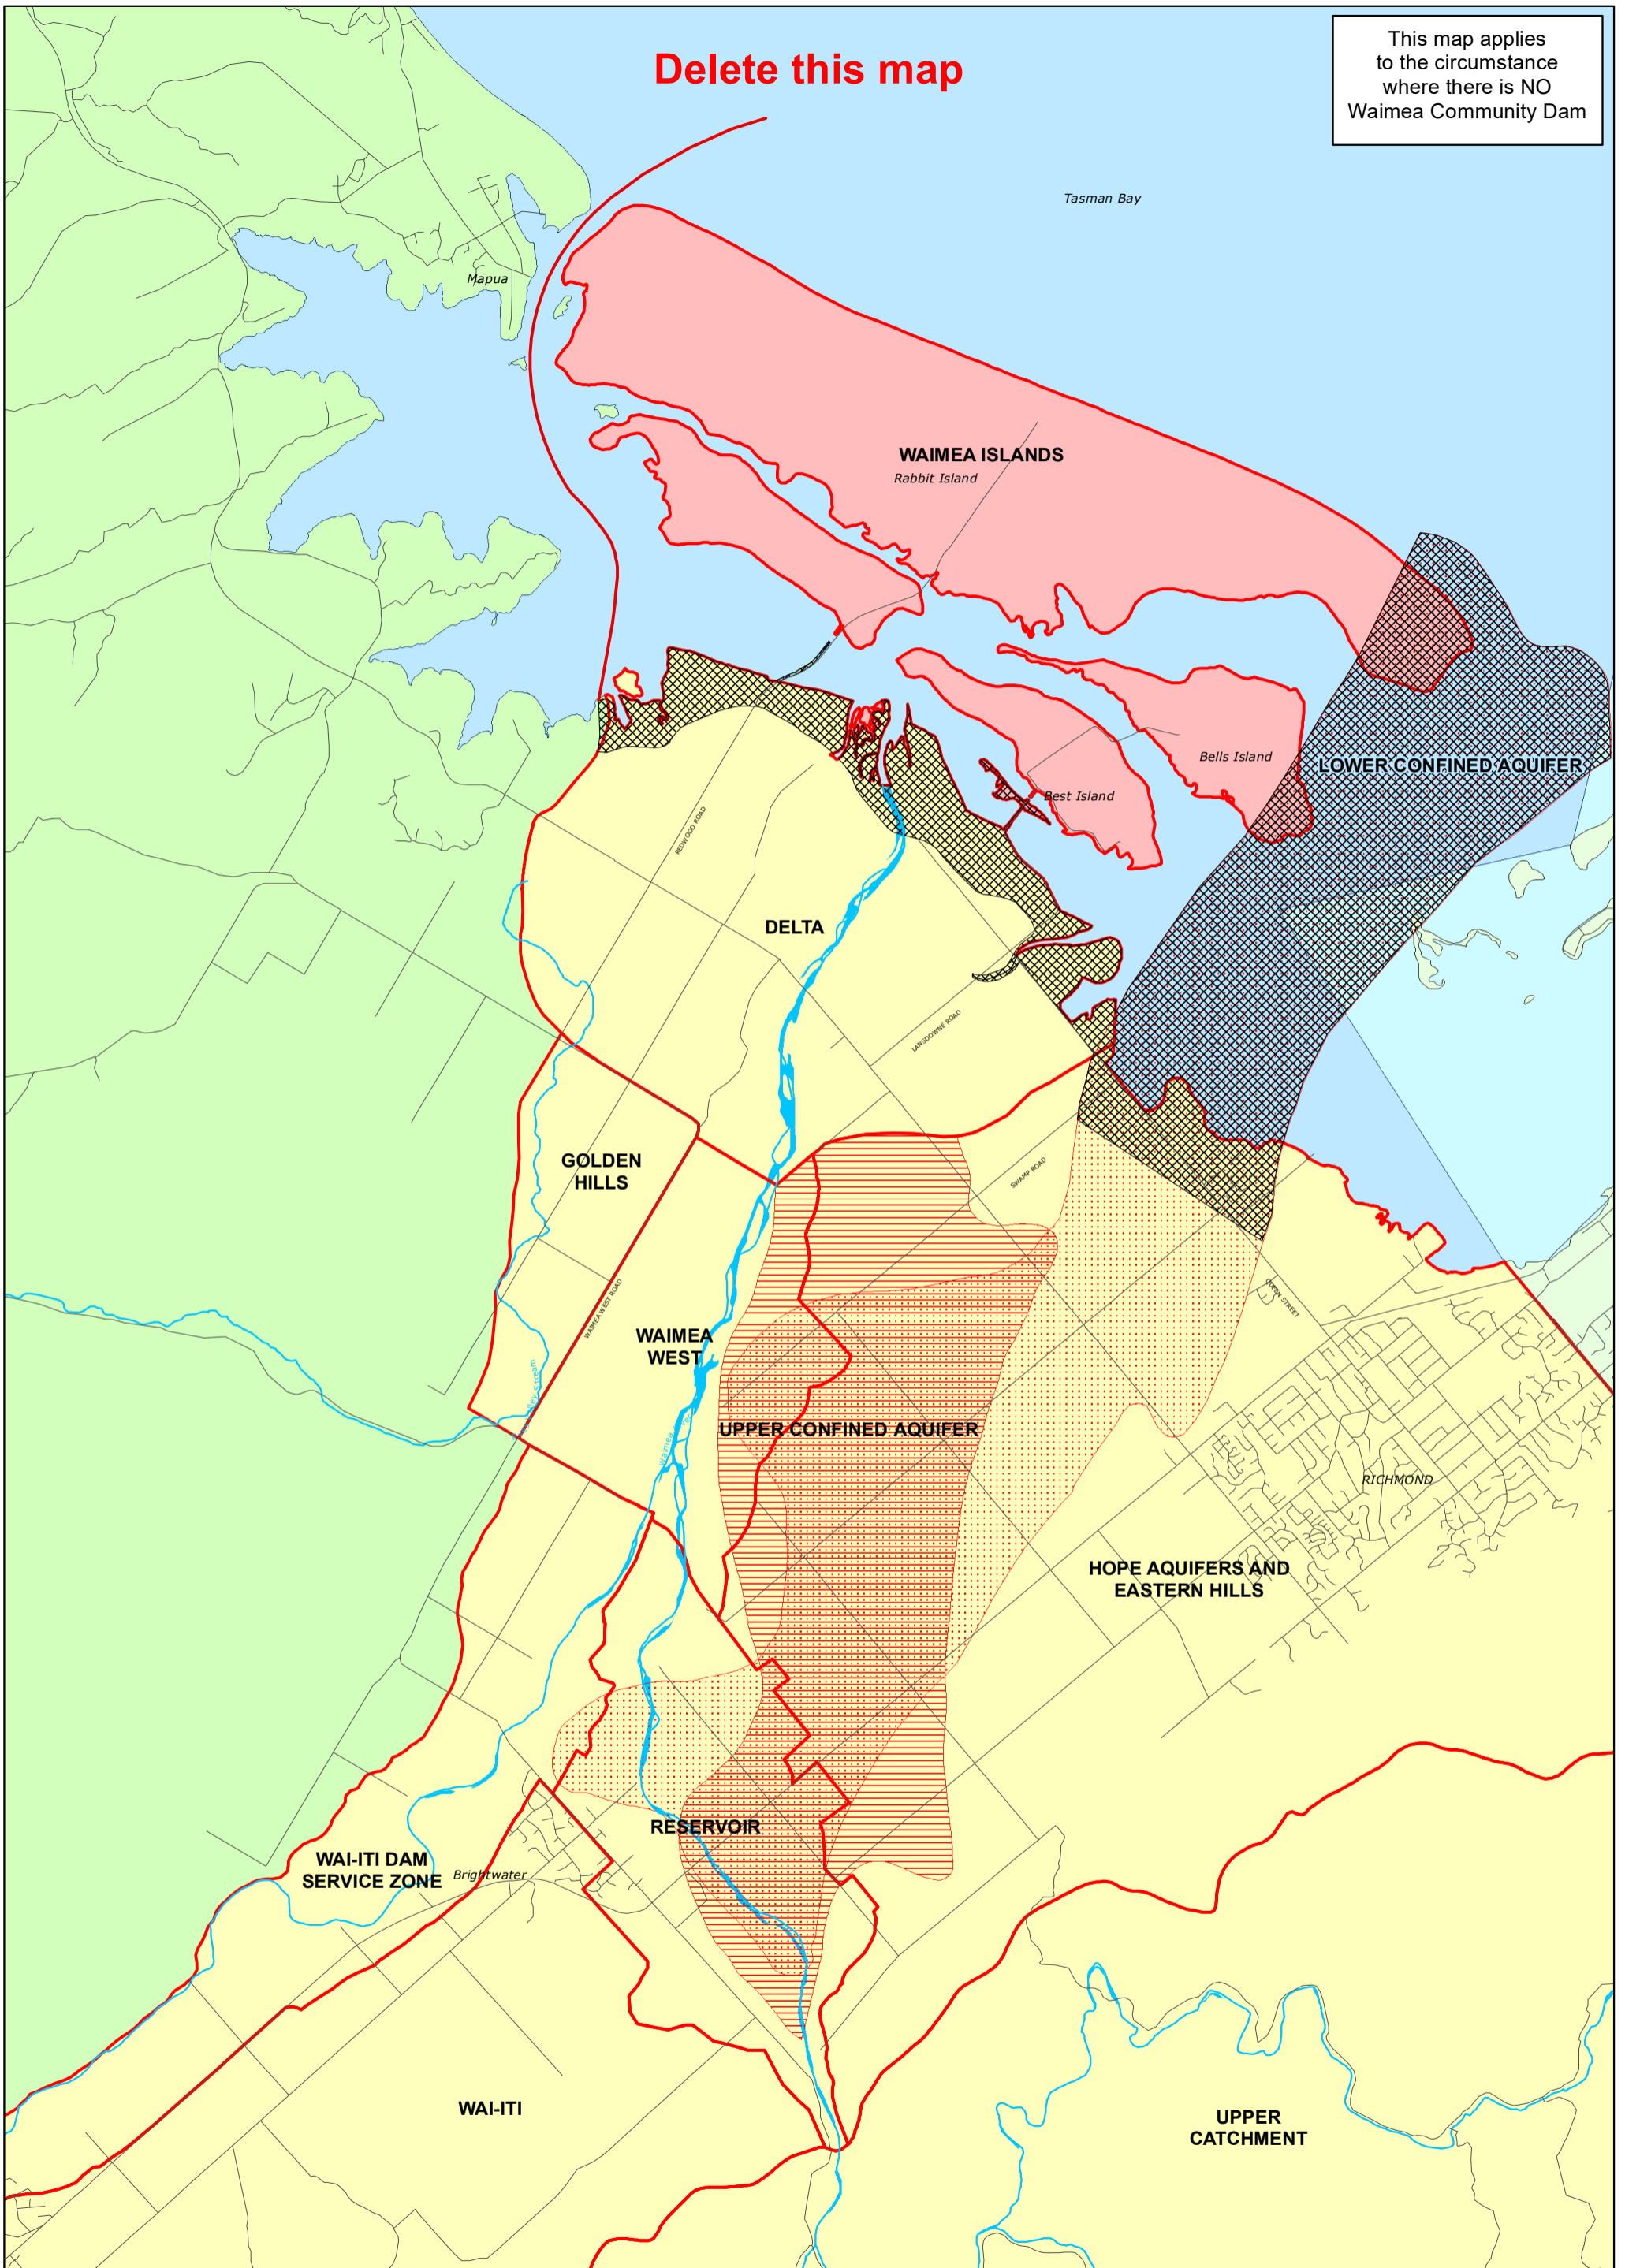 Delete this map
This map applies
to the circumstance
where there is NO
Waimea Community Dam
Tasman Bay
Mapua
WAIMEA ISLANDS
Rabbit Island
Bells Island
LOWER CONFINED AQUIFER
Best Island
REDWOOD ROAD
DELTA
LANSDOWNE ROAD
GOLDEN
HILLS
SWAMP ROAD
WAIMEA WEST ROAD
QUEEN STREET
WAIMEA
WEST
Stream
Waimea
UPPER CONFINED AQUIFER
RICHMOND
HOPE AQUIFERS AND
EASTERN HILLS
RESERVOIR
WAI-ITI DAM
SERVICE ZONE
Brightwater
WAI-ITI
UPPER
CATCHMENT